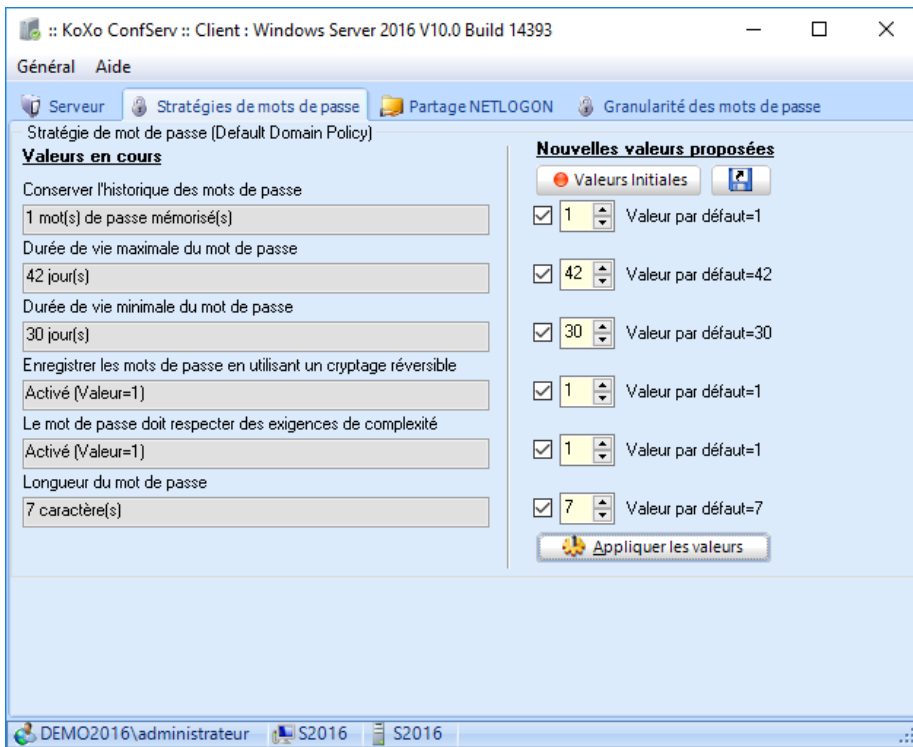 :: KoXo ConfServ :: Client : Windows Server 2016 V10.0 Build 14393
Général Aide
Serveur Stratégies de mots de passe Partage NETLOGON Granularité des mots de passe
Stratégie de mot de passe (Default Domain Policy)
Valeurs en cours
Nouvelles valeurs proposées
Valeurs Initiales
Conserver l'historique des mots de passe
1 mot(s) de passe mémorisé(s)
1 Valeur par défaut=1
Durée de vie maximale du mot de passe
42 jour(s)
42 Valeur par défaut=42
Durée de vie minimale du mot de passe
30 jour(s)
30 Valeur par défaut=30
Enregistrer les mots de passe en utilisant un cryptage réversible
Activé (Valeur=1)
1 Valeur par défaut=1
Le mot de passe doit respecter des exigences de complexité
Activé (Valeur=1)
1 Valeur par défaut=1
Longueur du mot de passe
7 caractère(s)
7 Valeur par défaut=7
Appliquer les valeurs
DEMO2016\administrateur S2016 S2016